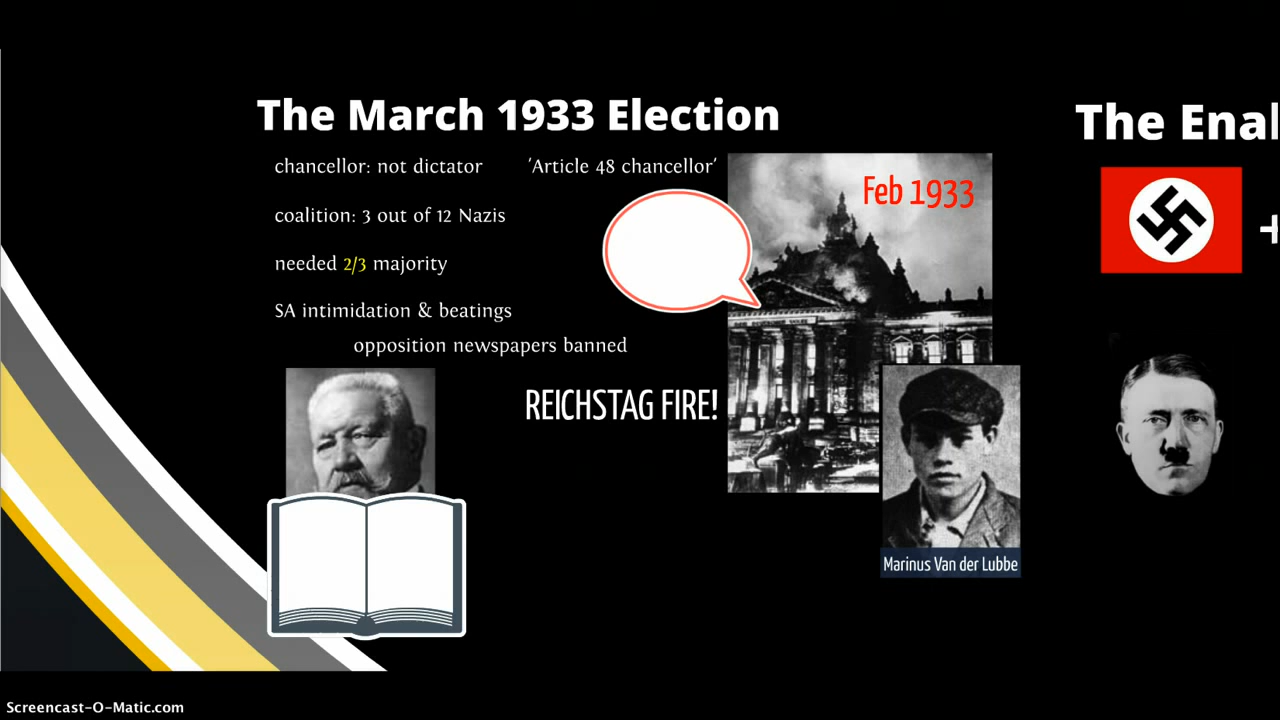 The March 1933 Election
chancellor: not dictator
'Article 48 chancellor'
coalition: 3 out of 12 Nazis
needed 2/3 majority
SA intimidation & beatings
opposition newspapers banned
REICHSTAG FIRE!
Feb 1933
Marinus Van der Lubbe
The Enal
+
Screencast-O-Matic.com